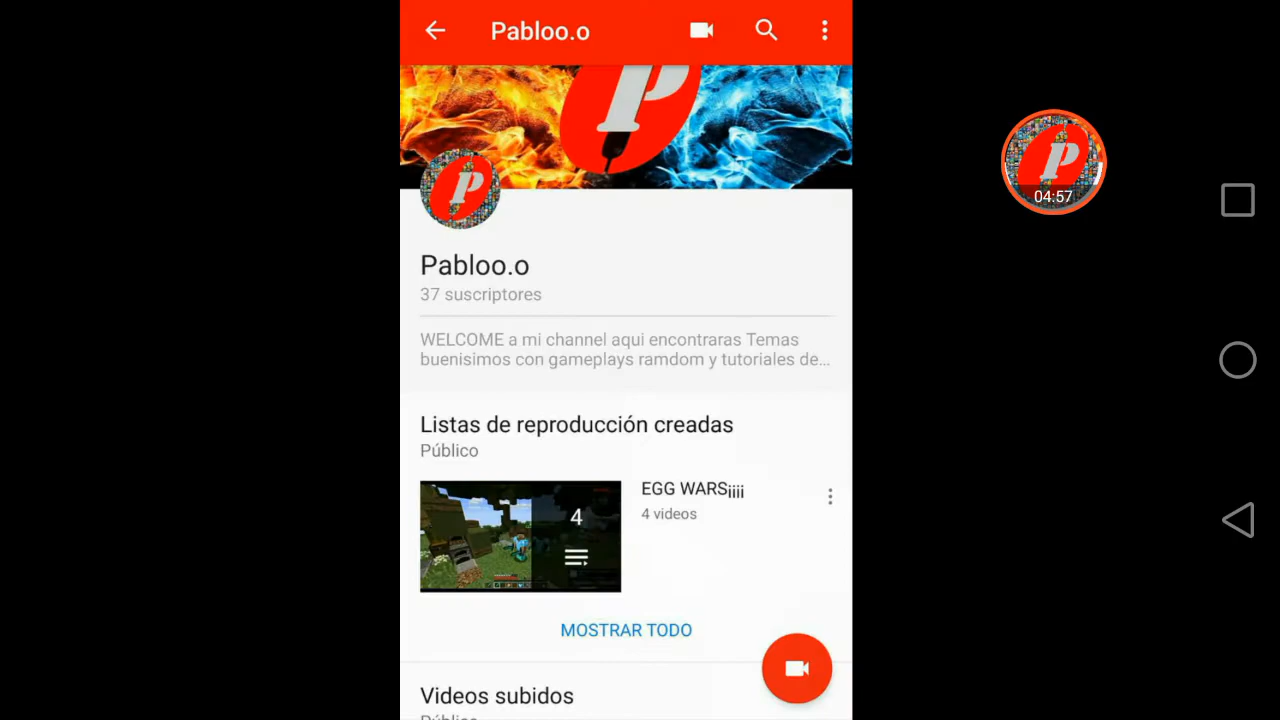 Pabloo.o
P
P
P
04:57
Pabloo.o
37 suscriptores
WELCOME a mi channel aqui encontraras Temas
buenisimos con gameplays ramdom y tutoriales de...
Listas de reproducción creadas
Público
EGG WARS¡¡¡¡
4 videos
4
MOSTRAR TODO
Videos subidos
Público